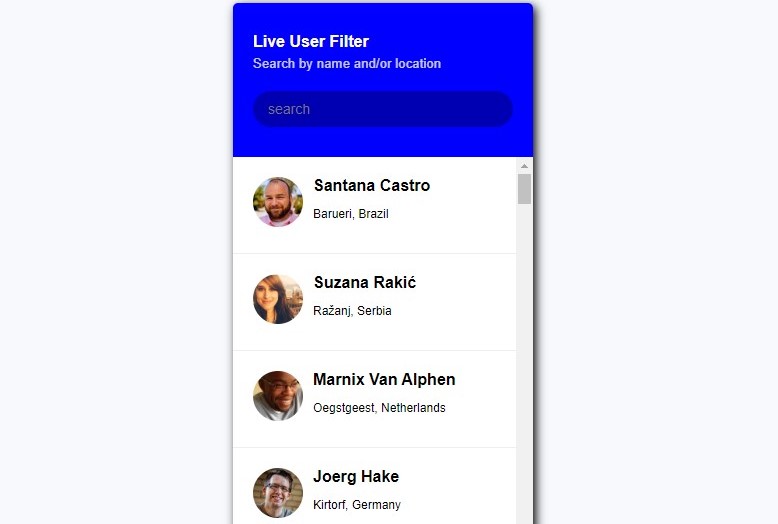 Live User Filter
Search by name and/or location
search
Santana Castro
Barueri, Brazil
Suzana Rakić
Ražanj, Serbia
Marnix Van Alphen
Oegstgeest, Netherlands
Joerg Hake
Kirtorf, Germany